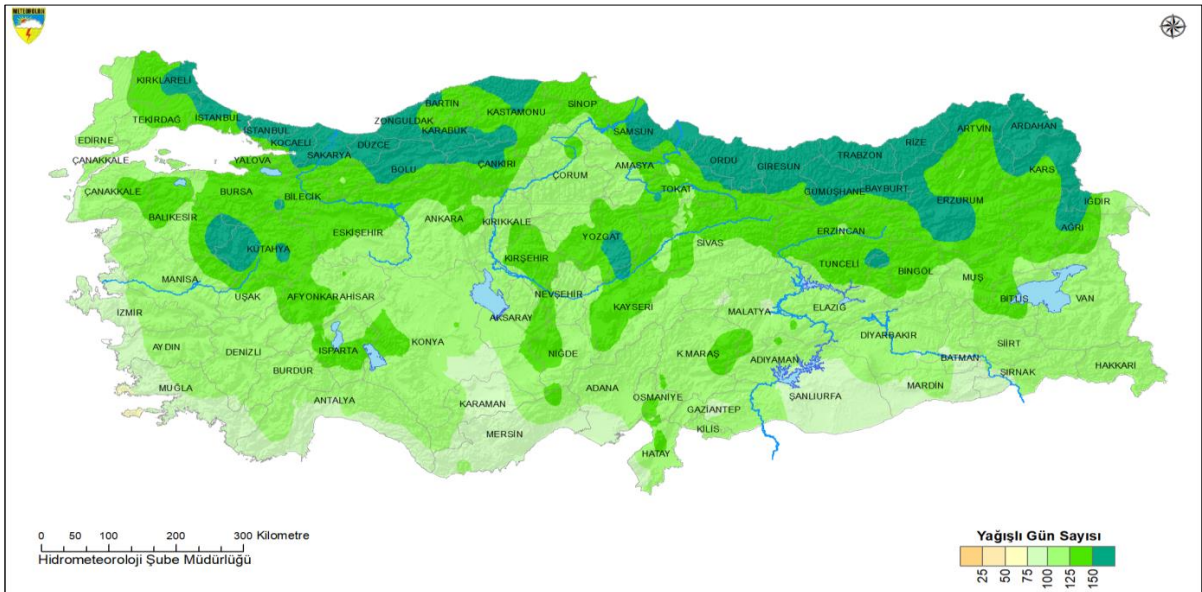 METEOROLOJİ
KIRKLARELİ
TEKİRDAĞ
İSTANBUL
EDİRNE
İSTANBUL
KOCAELİ
SAKARYA
DÜZCE
ZONGULDAK
BARTIN
KARABÜK
KASTAMONU
SİNOP
SAMSUN
ORDU
GİRESUN
TRABZON
RİZE
ARTVİN
ARDAHAN
KARS
ÇANAKKALE
YALOVA
BOLU
ÇANKIRI
AMASYA
ÇORUM
TOKAT
GÜMÜŞHANE
BAYBURT
ERZURUM
IĞDIR
AĞRI
ÇANAKKALE
BURSA
BİLECİK
BALIKESİR
ESKİŞEHİR
ANKARA
KIRIKKALE
YOZGAT
SİVAS
ERZİNCAN
KÜTAHYA
KIRŞEHİR
TUNCELİ
BİNGÖL
MUŞ
BİTLİS
VAN
MANİSA
UŞAK
AFYONKARAHİSAR
NEVŞEHİR
KAYSERİ
MALATYA
ELAZIĞ
İZMİR
AKSARAY
DİYARBAKIR
SİİRT
AYDIN
DENİZLİ
ISPARTA
KONYA
NİĞDE
K.MARAŞ
ADIYAMAN
BATMAN
ŞIRNAK
HAKKARİ
BURDUR
MUĞLA
ANTALYA
KARAMAN
ADANA
OSMANİYE
GAZİANTEP
ŞANLIURFA
MARDİN
MERSİN
KİLİS
HATAY
0 50 100 200 300 Kilometre
Hidrometeoroloji Şube Müdürlüğü
Yağışlı Gün Sayısı
25 50 75 100 125 150